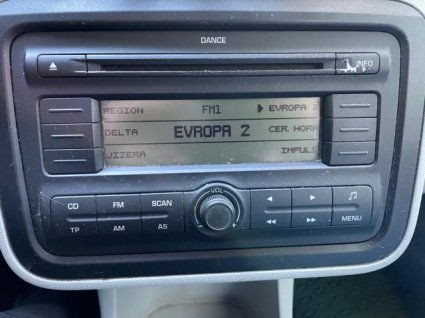 DANCE
INFO
REGION FM1 EVROPA 2
DELTA EVROPA 2 CER. HORA
JIZERA IMPULS
VOL
CD FM SCAN
TP AM AS
MENU